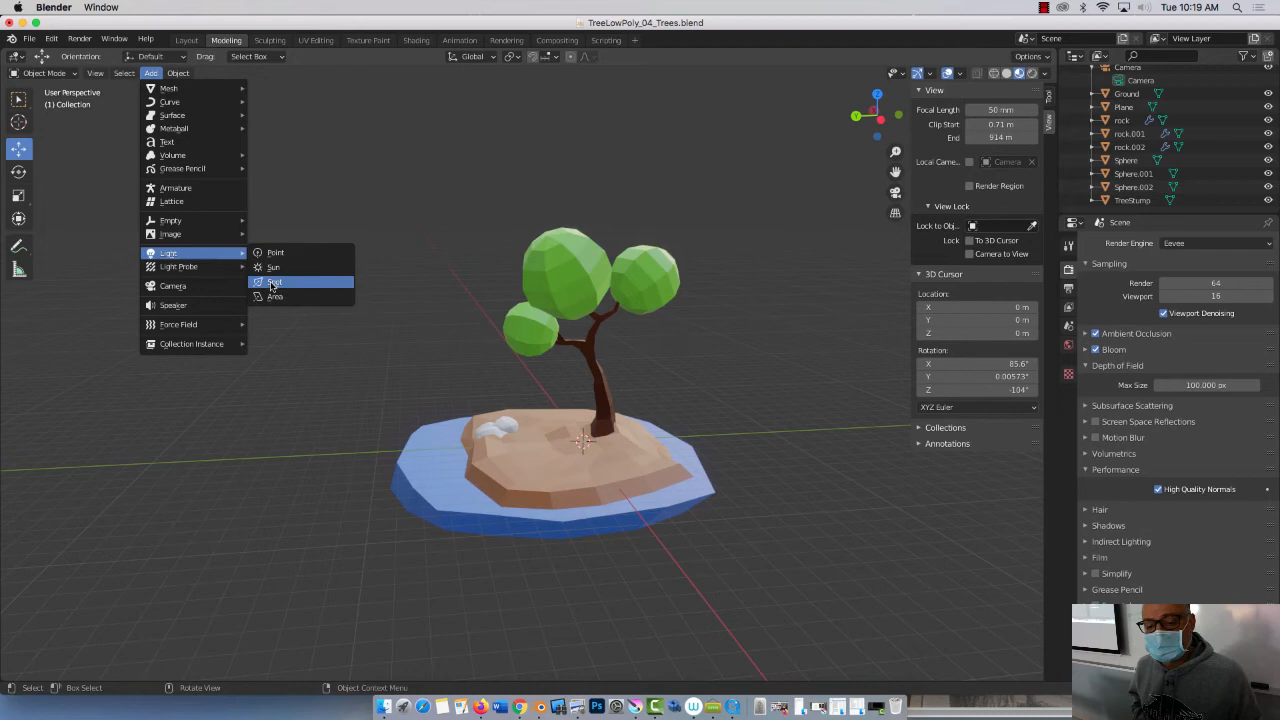 Blender Window
Tue 10:19 AM
TreeLowPoly_04_Trees.blend
File Edit Render Window Help
Layout Modeling Sculpting UV Editing Texture Paint Shading Animation Rendering Compositing Scripting +
Scene
View Layer
Orientation: Default Drag: Select Box
Global
Options
Object Mode View Select Add Object
User Perspective
(1) Collection
Mesh
Curve
Surface
Metaball
Text
Volume
Grease Pencil
Armature
Lattice
Empty
Image
Light
Light Probe
Camera
Speaker
Force Field
Collection Instance
Point
Sun
Spot
Area
Z
Y
View
Focal Length 50 mm
Clip Start 0.71 m
End 914 m
Local Came... Camera
Render Region
View Lock
Lock to Obj...
Lock To 3D Cursor
Camera to View
3D Cursor
Location:
X 0 m
Y 0 m
Z 0 m
Rotation:
X 85.6°
Y 0.00573°
Z -104°
XYZ Euler
Collections
Annotations
Tool
View
Camera
Camera
Ground
Plane
rock
rock.001
rock.002
Sphere
Sphere.001
Sphere.002
TreeStump
Scene
Render Engine Eevee
Sampling
Render 64
Viewport 16
Viewport Denoising
Ambient Occlusion
Bloom
Depth of Field
Max Size 100.000 px
Subsurface Scattering
Screen Space Reflections
Motion Blur
Volumetrics
Performance
High Quality Normals
Hair
Shadows
Indirect Lighting
Film
Simplify
Grease Pencil
Select Box Select Rotate View Object Context Menu